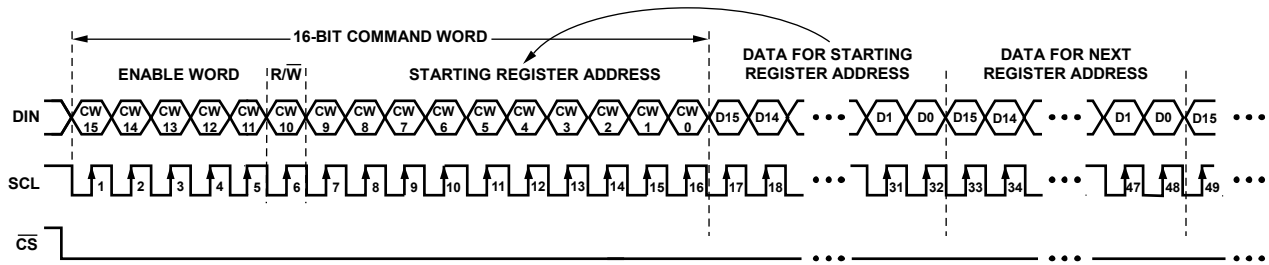 16-BIT COMMAND WORD
ENABLE WORD R/W̅ STARTING REGISTER ADDRESS
DATA FOR STARTING
REGISTER ADDRESS
DATA FOR NEXT
REGISTER ADDRESS
DIN CW 15 CW 14 CW 13 CW 12 CW 11 CW 10 CW 9 CW 8 CW 7 CW 6 CW 5 CW 4 CW 3 CW 2 CW 1 CW 0 D15 D14 ••• D1 D0 D15 D14 ••• D1 D0 D15 •••
SCL 1 2 3 4 5 6 7 8 9 10 11 12 13 14 15 16 17 18 ••• 31 32 33 34 ••• 47 48 49 •••
C̅S̅ ••• ••• •••